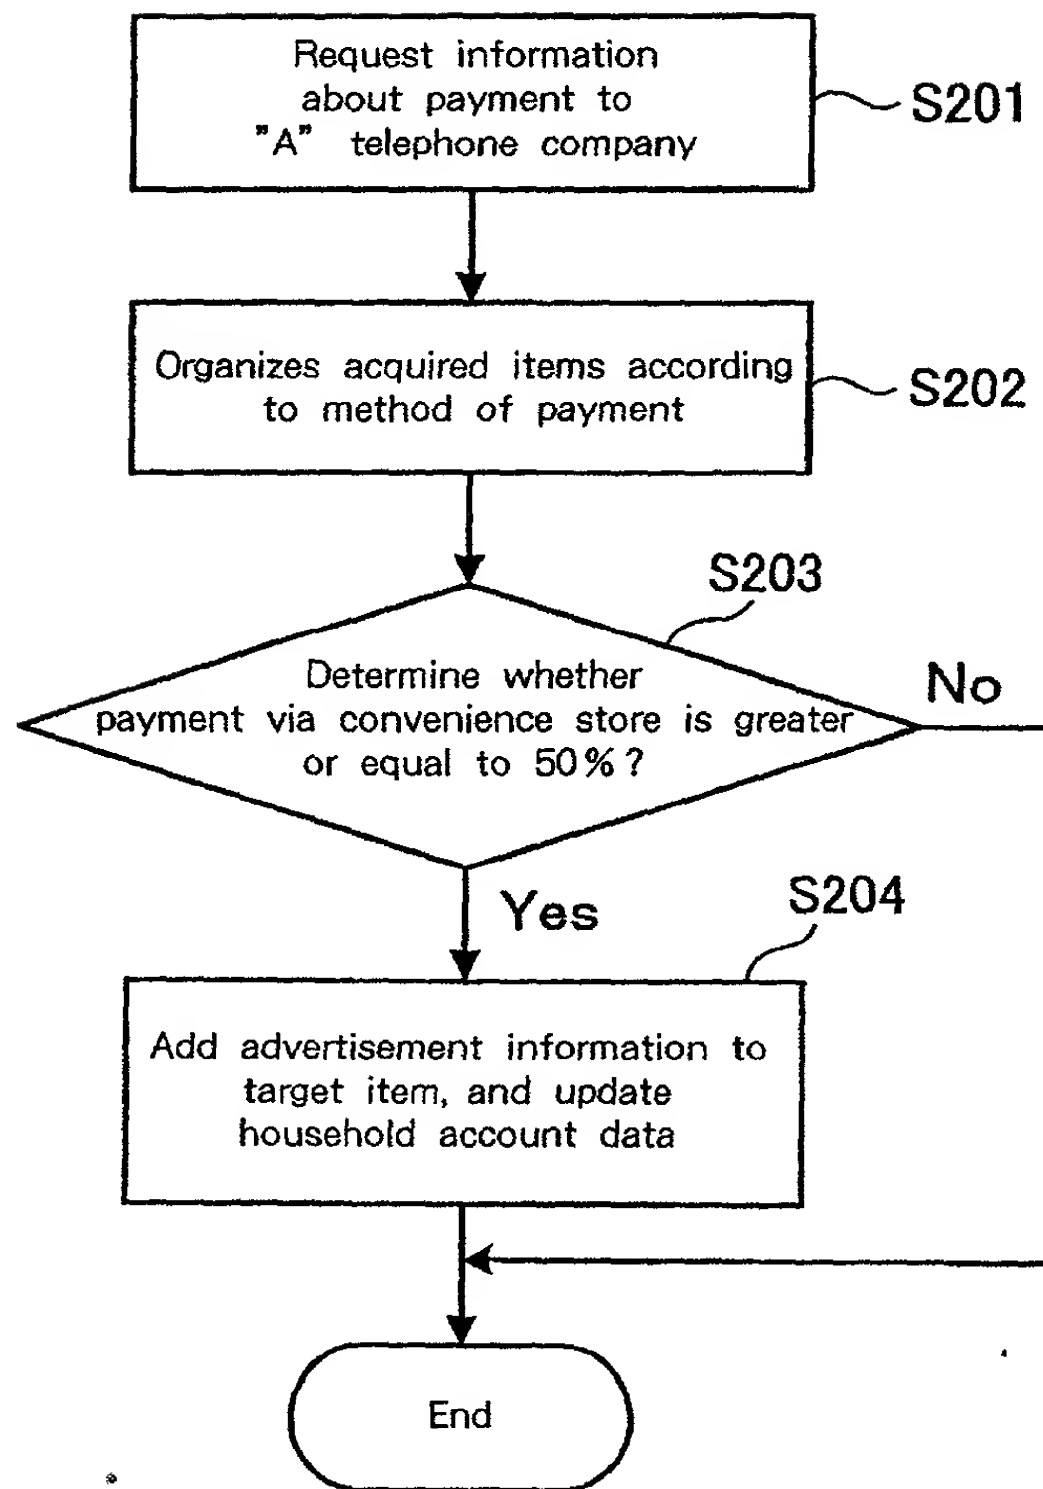 Request information
about payment to
"A" telephone company
S201
Organizes acquired items according
to method of payment
S202
S203
Determine whether
payment via convenience store is greater
or equal to 50%?
No
Yes
S204
Add advertisement information to
target item, and update
household account data
End